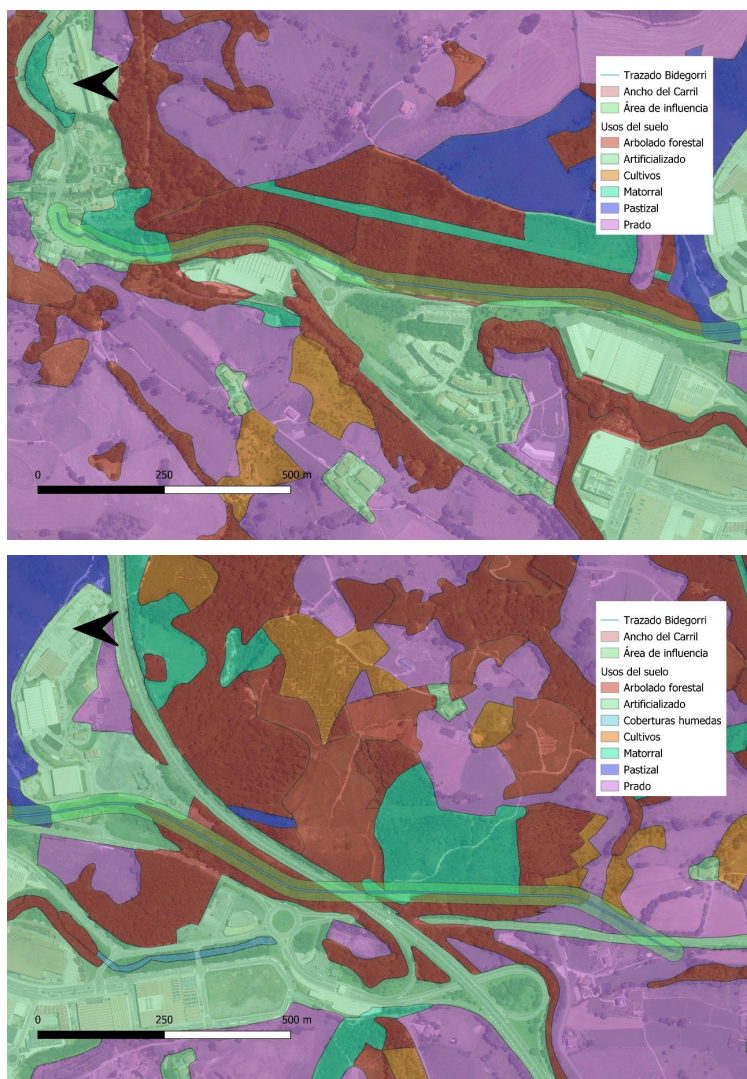 Trazado Bidegorri
Ancho del Carril
Área de influencia
Usos del suelo
Arbolado forestal
Artificializado
Cultivos
Matorral
Pastizal
Prado
0 250 500 m
Trazado Bidegorri
Ancho del Carril
Área de influencia
Usos del suelo
Arbolado forestal
Artificializado
Coberturas humedas
Cultivos
Matorral
Pastizal
Prado
0 250 500 m